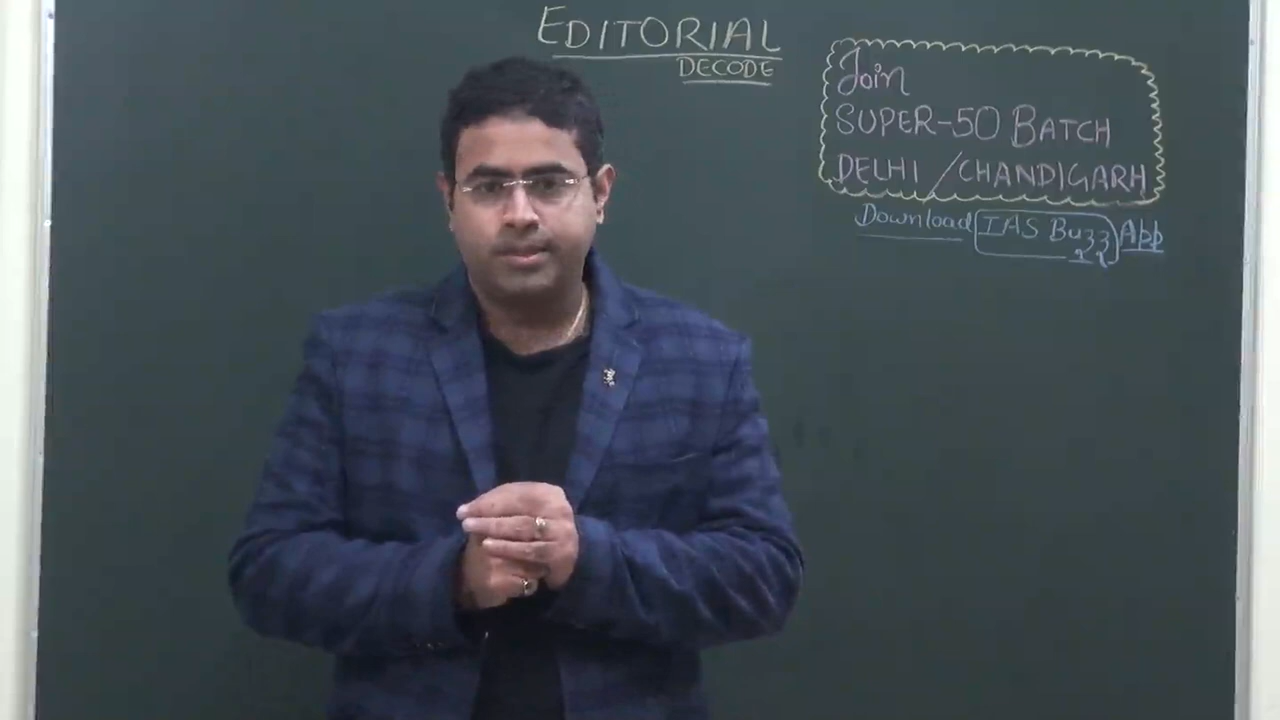 EDITORIAL
DECODE
Join
SUPER-50 BATCH
DELHI / CHANDIGARH
Download IAS Buzz App